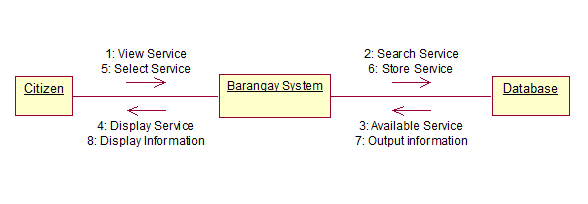 1: View Service
5: Select Service
2: Search Service
6: Store Service
Citizen
Barangay System
Database
4: Display Service
8: Display Information
3: Available Service
7: Output information